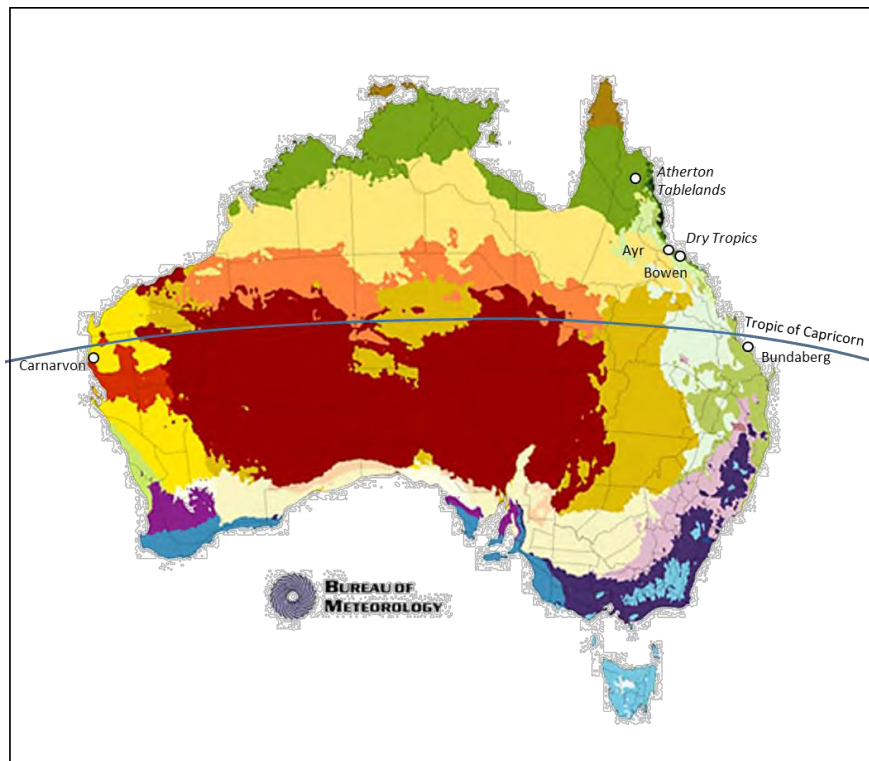 Atherton
Tablelands
Dry Tropics
Ayr
Bowen
Tropic of Capricorn
Carnarvon
Bundaberg
BUREAU OF
METEOROLOGY